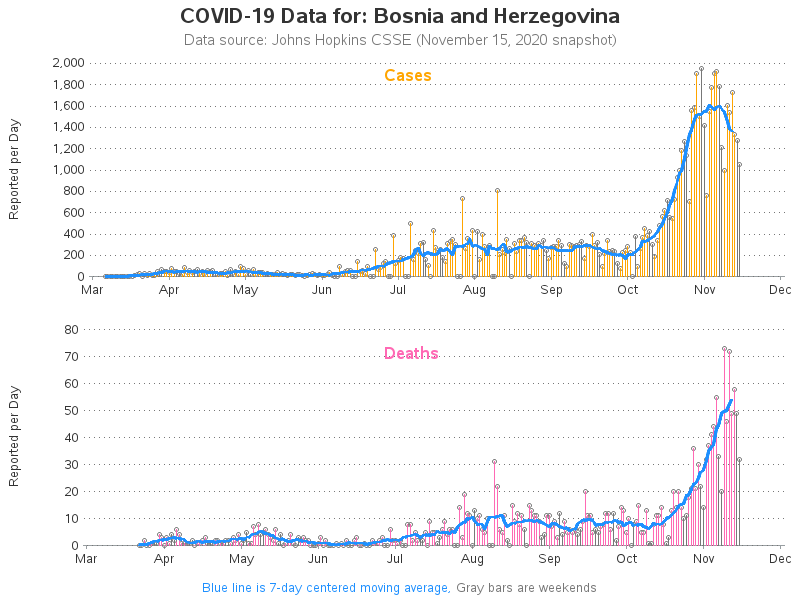 COVID-19 Data for: Bosnia and Herzegovina
Data source: Johns Hopkins CSSE (November 15, 2020 snapshot)
Cases
Reported per Day
2,000
1,800
1,600
1,400
1,200
1,000
800
600
400
200
0
Mar Apr May Jun Jul Aug Sep Oct Nov Dec
Deaths
Reported per Day
80
70
60
50
40
30
20
10
0
Mar Apr May Jun Jul Aug Sep Oct Nov Dec
Blue line is 7-day centered moving average, Gray bars are weekends